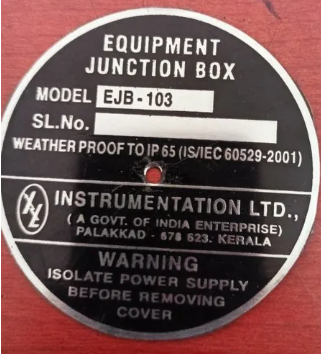 EQUIPMENT
JUNCTION BOX
MODEL EJB-103
SL.No.
WEATHER PROOF TO IP 65 (IS/IEC 60529-2001)
INSTRUMENTATION LTD.,
( A GOVT. OF INDIA ENTERPRISE)
PALAKKAD - 678 623. KERALA
WARNING
ISOLATE POWER SUPPLY
BEFORE REMOVING
COVER